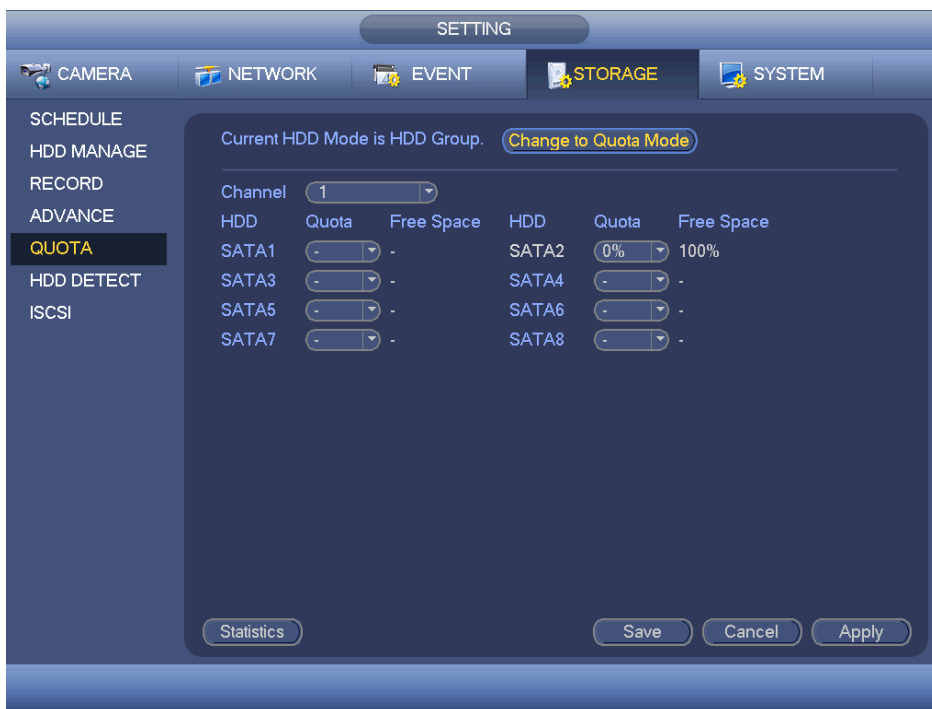 SETTING
CAMERA NETWORK EVENT STORAGE SYSTEM
SCHEDULE
HDD MANAGE
RECORD
ADVANCE
QUOTA
HDD DETECT
ISCSI
Current HDD Mode is HDD Group. Change to Quota Mode
Channel 1
HDD Quota Free Space HDD Quota Free Space
SATA1 - - SATA2 0% 100%
SATA3 - - SATA4 - -
SATA5 - - SATA6 - -
SATA7 - - SATA8 - -
Statistics Save Cancel Apply